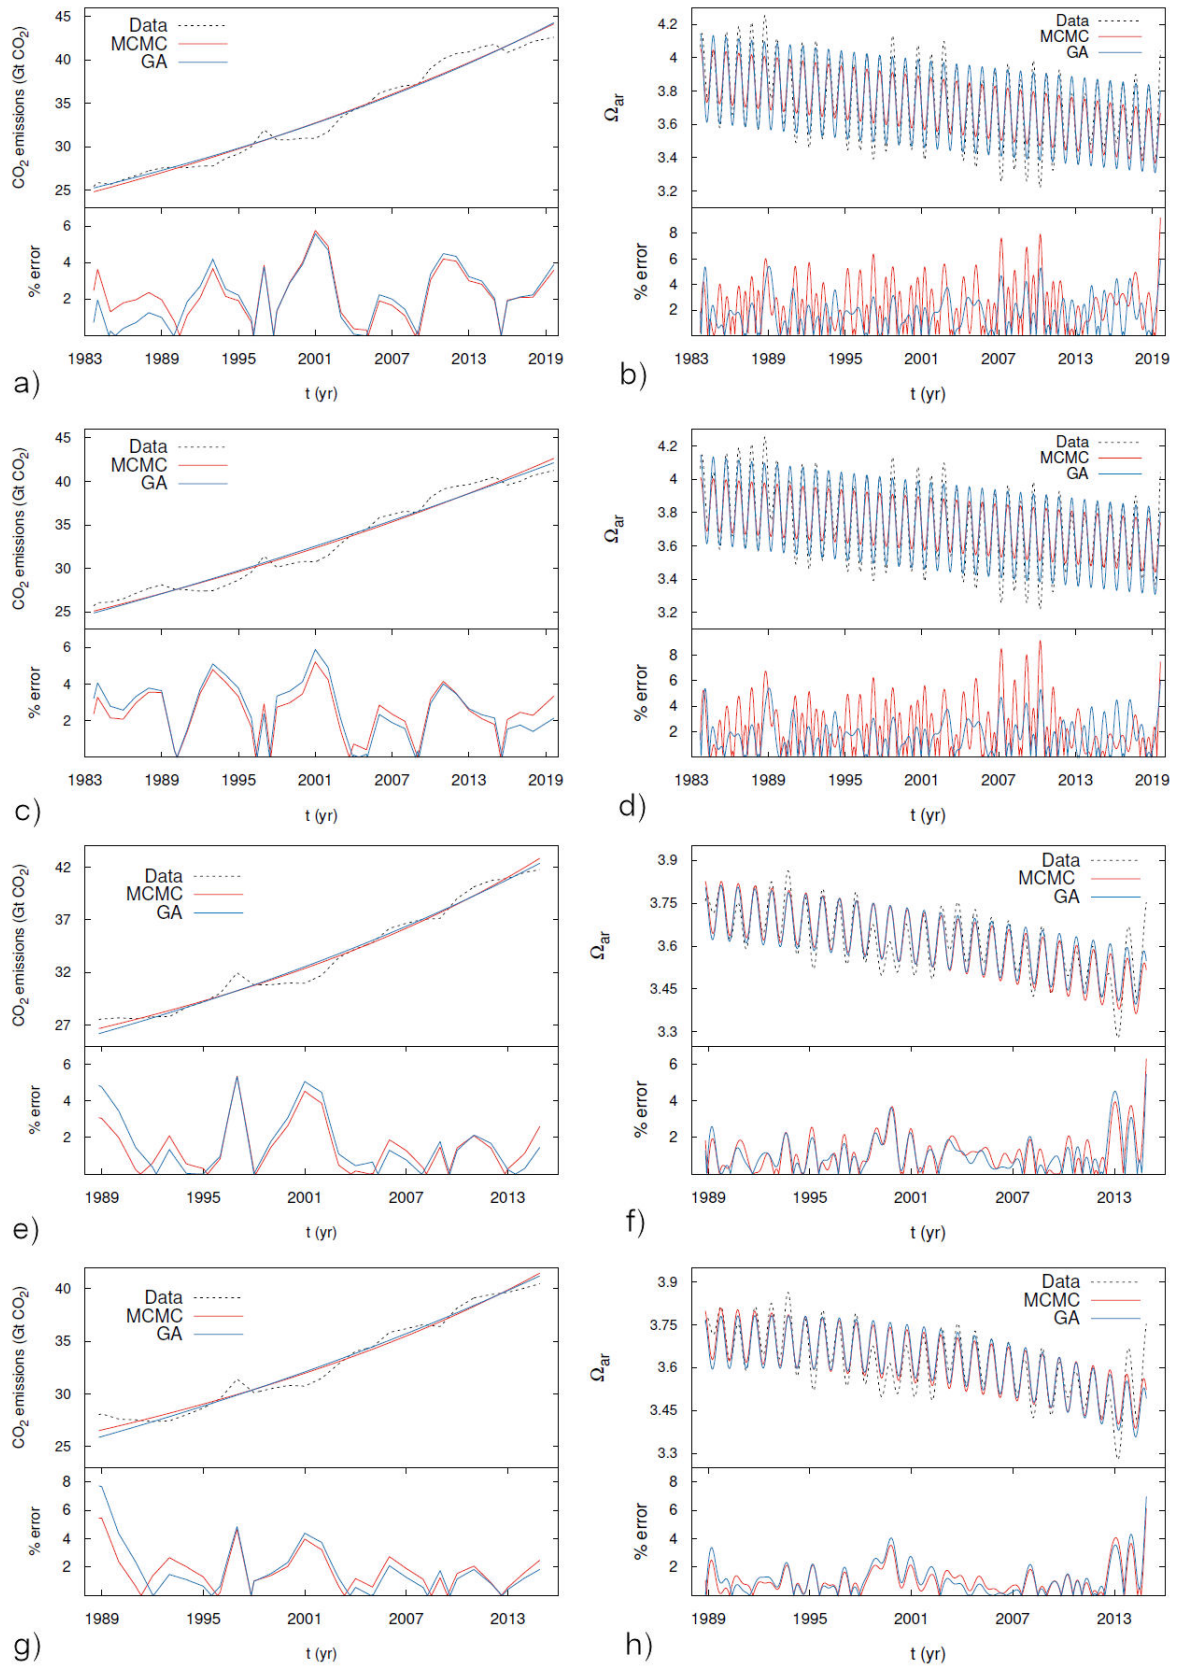 45
40
35
30
25
CO2 emissions (Gt CO2)
Data
MCMC
GA
6
4
2
% error
1983 1989 1995 2001 2007 2013 2019
t (yr)
a)
4.2
4
3.8
3.6
3.4
3.2
Ωar
Data
MCMC
GA
8
6
4
2
% error
1983 1989 1995 2001 2007 2013 2019
t (yr)
b)
45
40
35
30
25
CO2 emissions (Gt CO2)
Data
MCMC
GA
6
4
2
% error
1983 1989 1995 2001 2007 2013 2019
t (yr)
c)
4.2
4
3.8
3.6
3.4
3.2
Ωar
Data
MCMC
GA
8
6
4
2
% error
1983 1989 1995 2001 2007 2013 2019
t (yr)
d)
42
37
32
27
CO2 emissions (Gt CO2)
Data
MCMC
GA
6
4
2
% error
1989 1995 2001 2007 2013
t (yr)
e)
3.9
3.75
3.6
3.45
3.3
Ωar
Data
MCMC
GA
6
4
2
% error
1989 1995 2001 2007 2013
t (yr)
f)
40
35
30
25
CO2 emissions (Gt CO2)
Data
MCMC
GA
8
6
4
2
% error
1989 1995 2001 2007 2013
t (yr)
g)
3.9
3.75
3.6
3.45
3.3
Ωar
Data
MCMC
GA
8
6
4
2
% error
1989 1995 2001 2007 2013
t (yr)
h)